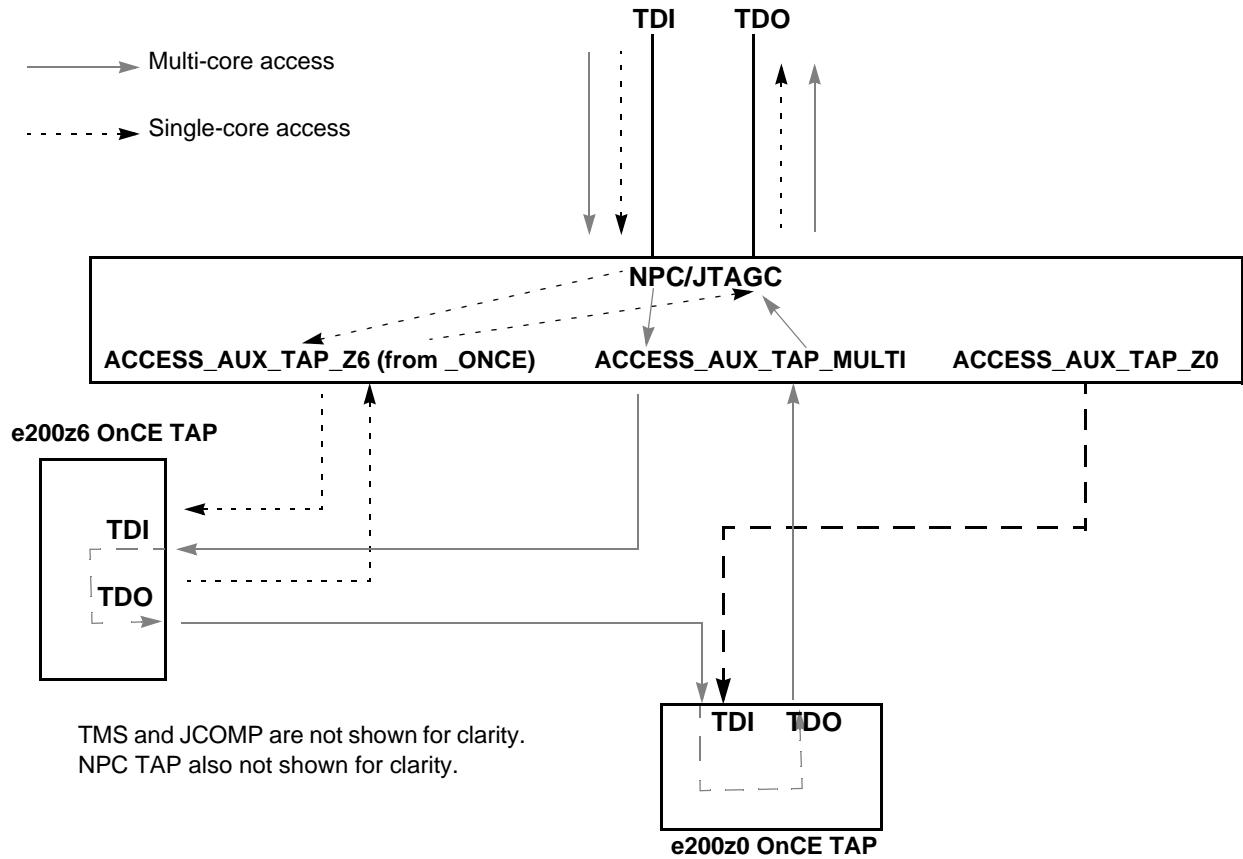 TDI TDO
Multi-core access
Single-core access
NPC/JTAGC
ACCESS_AUX_TAP_Z6 (from _ONCE) ACCESS_AUX_TAP_MULTI ACCESS_AUX_TAP_Z0
e200z6 OnCE TAP
TDI
TDO
TMS and JCOMP are not shown for clarity.
NPC TAP also not shown for clarity.
TDI TDO
e200z0 OnCE TAP